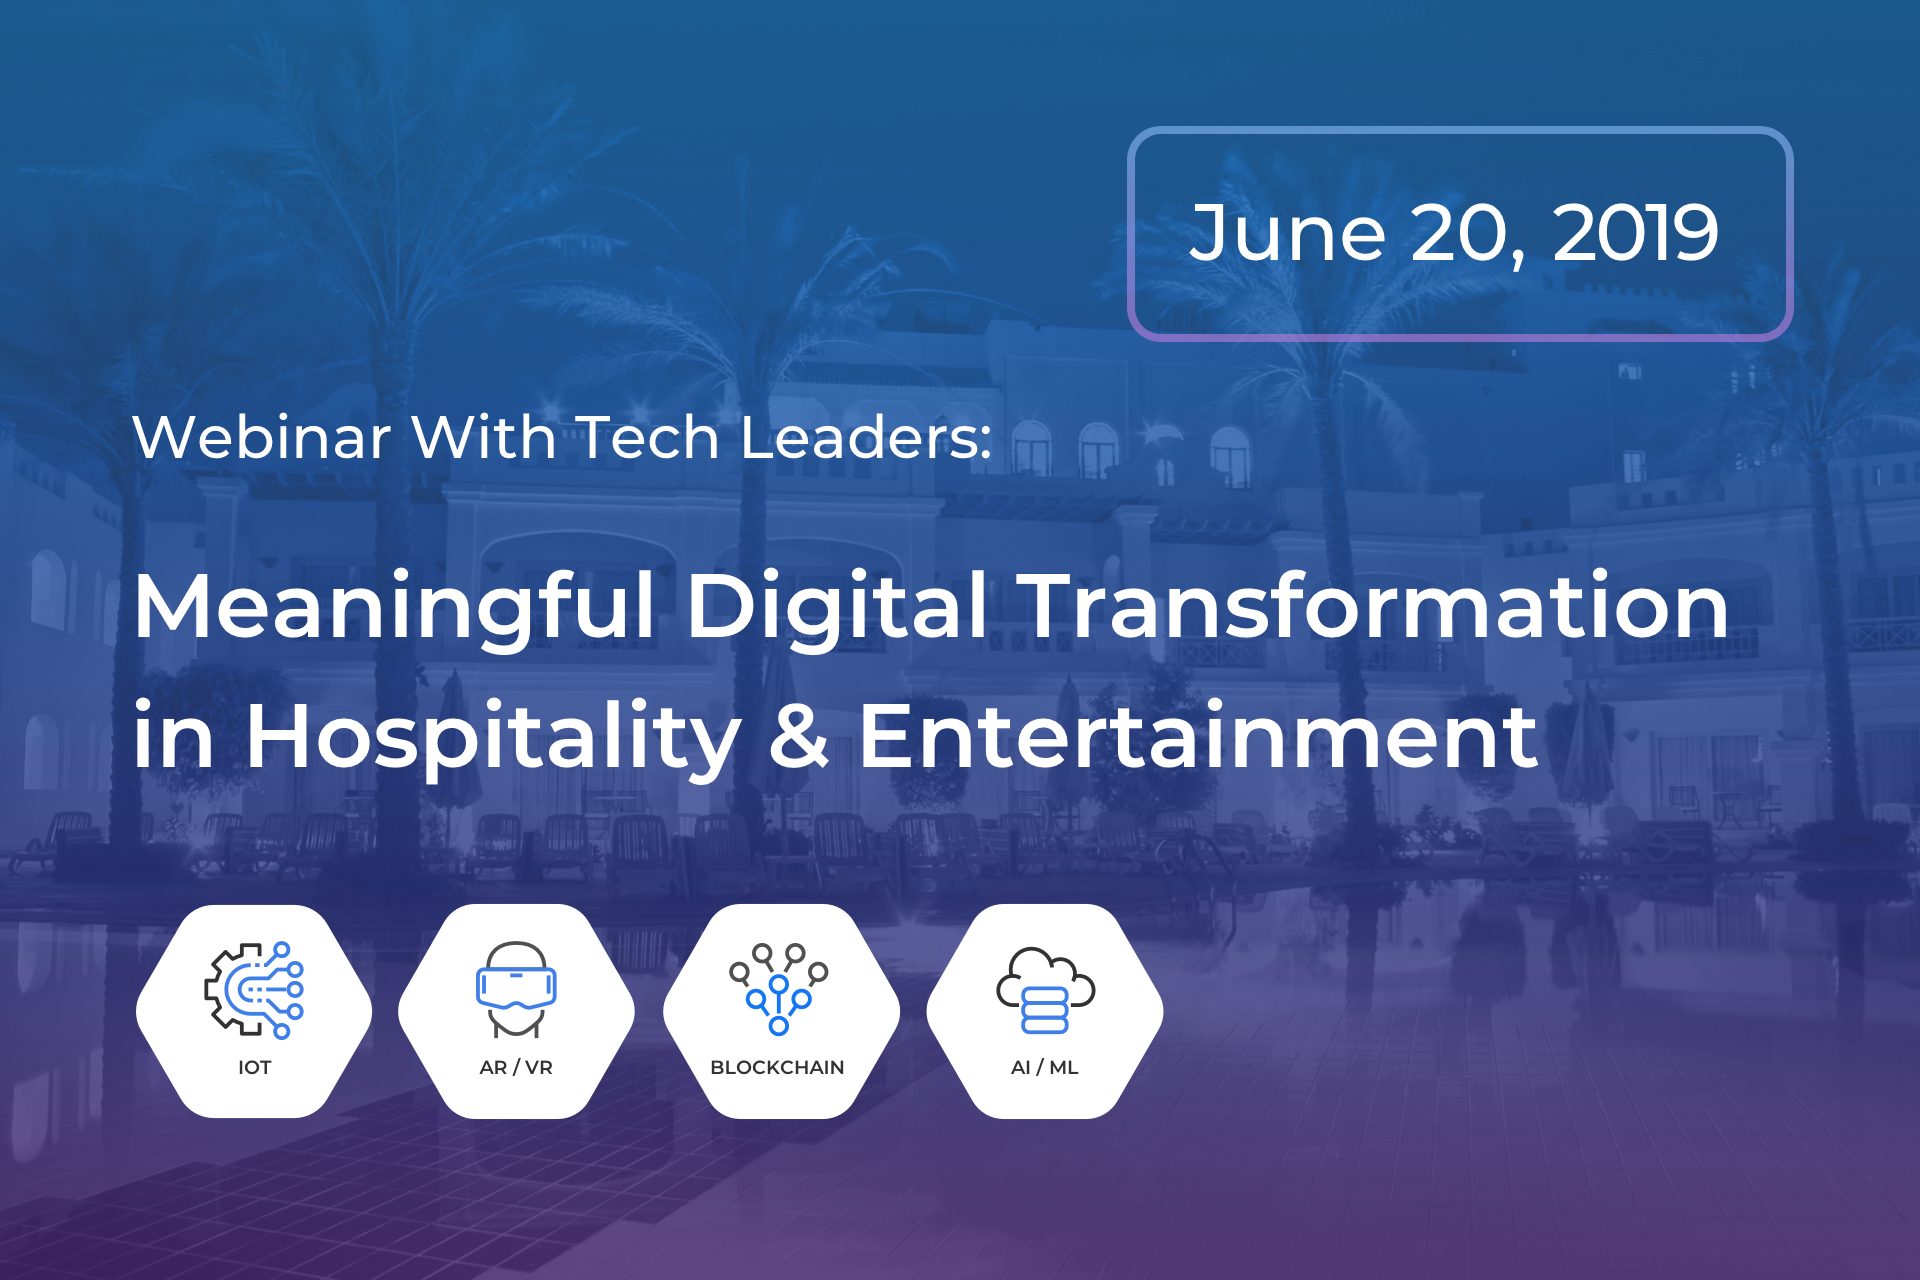 June 20, 2019
Webinar With Tech Leaders:
Meaningful Digital Transformation
in Hospitality & Entertainment
IOT
AR / VR
BLOCKCHAIN
AI / ML